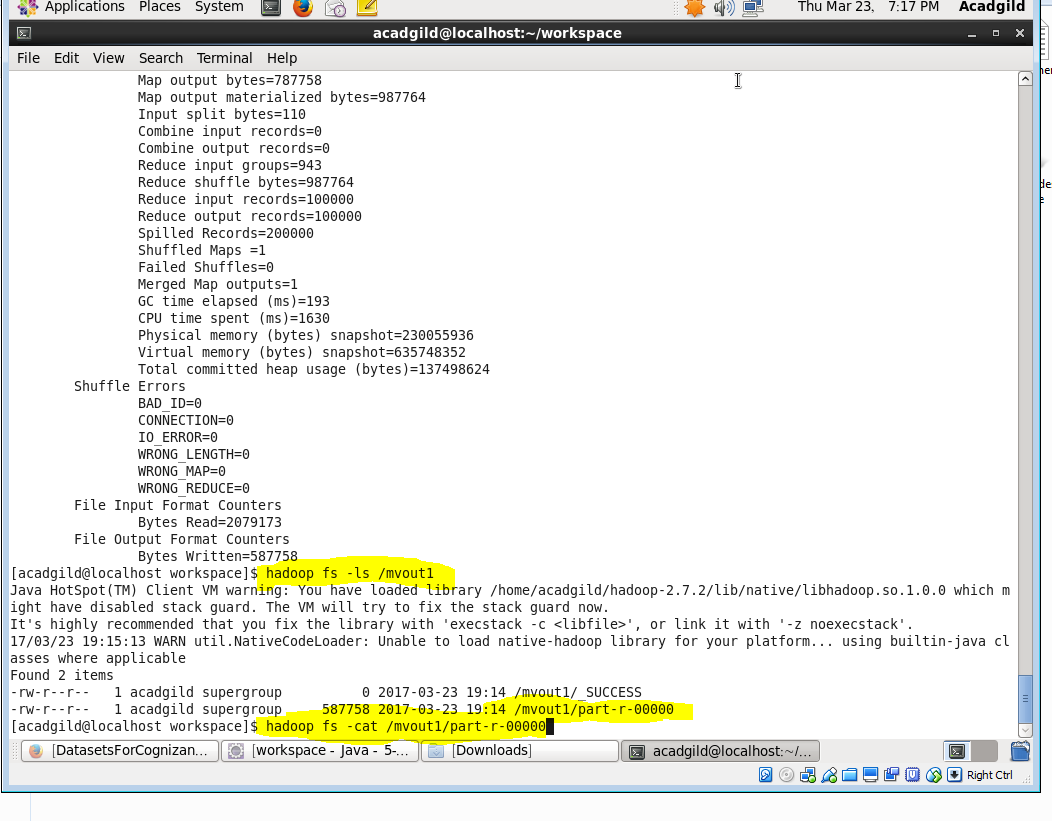 Applications Places System Thu Mar 23, 7:17 PM Acadgild
acadgild@localhost:~/workspace
File Edit View Search Terminal Help
Map output bytes=787758
Map output materialized bytes=987764
Input split bytes=110
Combine input records=0
Combine output records=0
Reduce input groups=943
Reduce shuffle bytes=987764
Reduce input records=100000
Reduce output records=100000
Spilled Records=200000
Shuffled Maps =1
Failed Shuffles=0
Merged Map outputs=1
GC time elapsed (ms)=193
CPU time spent (ms)=1630
Physical memory (bytes) snapshot=230055936
Virtual memory (bytes) snapshot=635748352
Total committed heap usage (bytes)=137498624
Shuffle Errors
BAD_ID=0
CONNECTION=0
IO_ERROR=0
WRONG_LENGTH=0
WRONG_MAP=0
WRONG_REDUCE=0
File Input Format Counters
Bytes Read=2079173
File Output Format Counters
Bytes Written=587758
[acadgild@localhost workspace]$ hadoop fs -ls /mvout1
Java HotSpot(TM) Client VM warning: You have loaded library /home/acadgild/hadoop-2.7.2/lib/native/libhadoop.so.1.0.0 which m
ight have disabled stack guard. The VM will try to fix the stack guard now.
It's highly recommended that you fix the library with 'execstack -c <libfile>', or link it with '-z noexecstack'.
17/03/23 19:15:13 WARN util.NativeCodeLoader: Unable to load native-hadoop library for your platform... using builtin-java cl
asses where applicable
Found 2 items
-rw-r--r-- 1 acadgild supergroup 0 2017-03-23 19:14 /mvout1/_SUCCESS
-rw-r--r-- 1 acadgild supergroup 587758 2017-03-23 19:14 /mvout1/part-r-00000
[acadgild@localhost workspace]$ hadoop fs -cat /mvout1/part-r-00000
[DatasetsForCognizan... [workspace - Java - 5-... [Downloads] acadgild@localhost:~/...
Right Ctrl